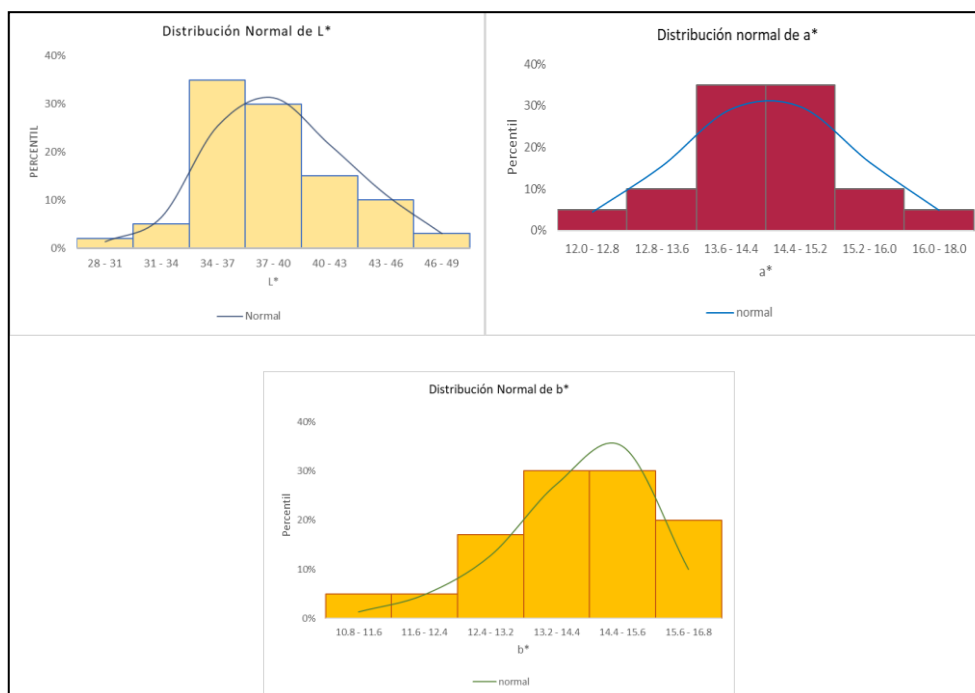 Distribución Normal de L*
40%
30%
20%
10%
0%
PERCENTIL
28 - 31 31 - 34 34 - 37 37 - 40 40 - 43 43 - 46 46 - 49
L*
Normal
Distribución normal de a*
40%
30%
20%
10%
0%
Percentil
12.0 - 12.8 12.8 - 13.6 13.6 - 14.4 14.4 - 15.2 15.2 - 16.0 16.0 - 18.0
a*
normal
Distribución Normal de b*
40%
30%
20%
10%
0%
Percentil
10.8 - 11.6 11.6 - 12.4 12.4 - 13.2 13.2 - 14.4 14.4 - 15.6 15.6 - 16.8
b*
normal